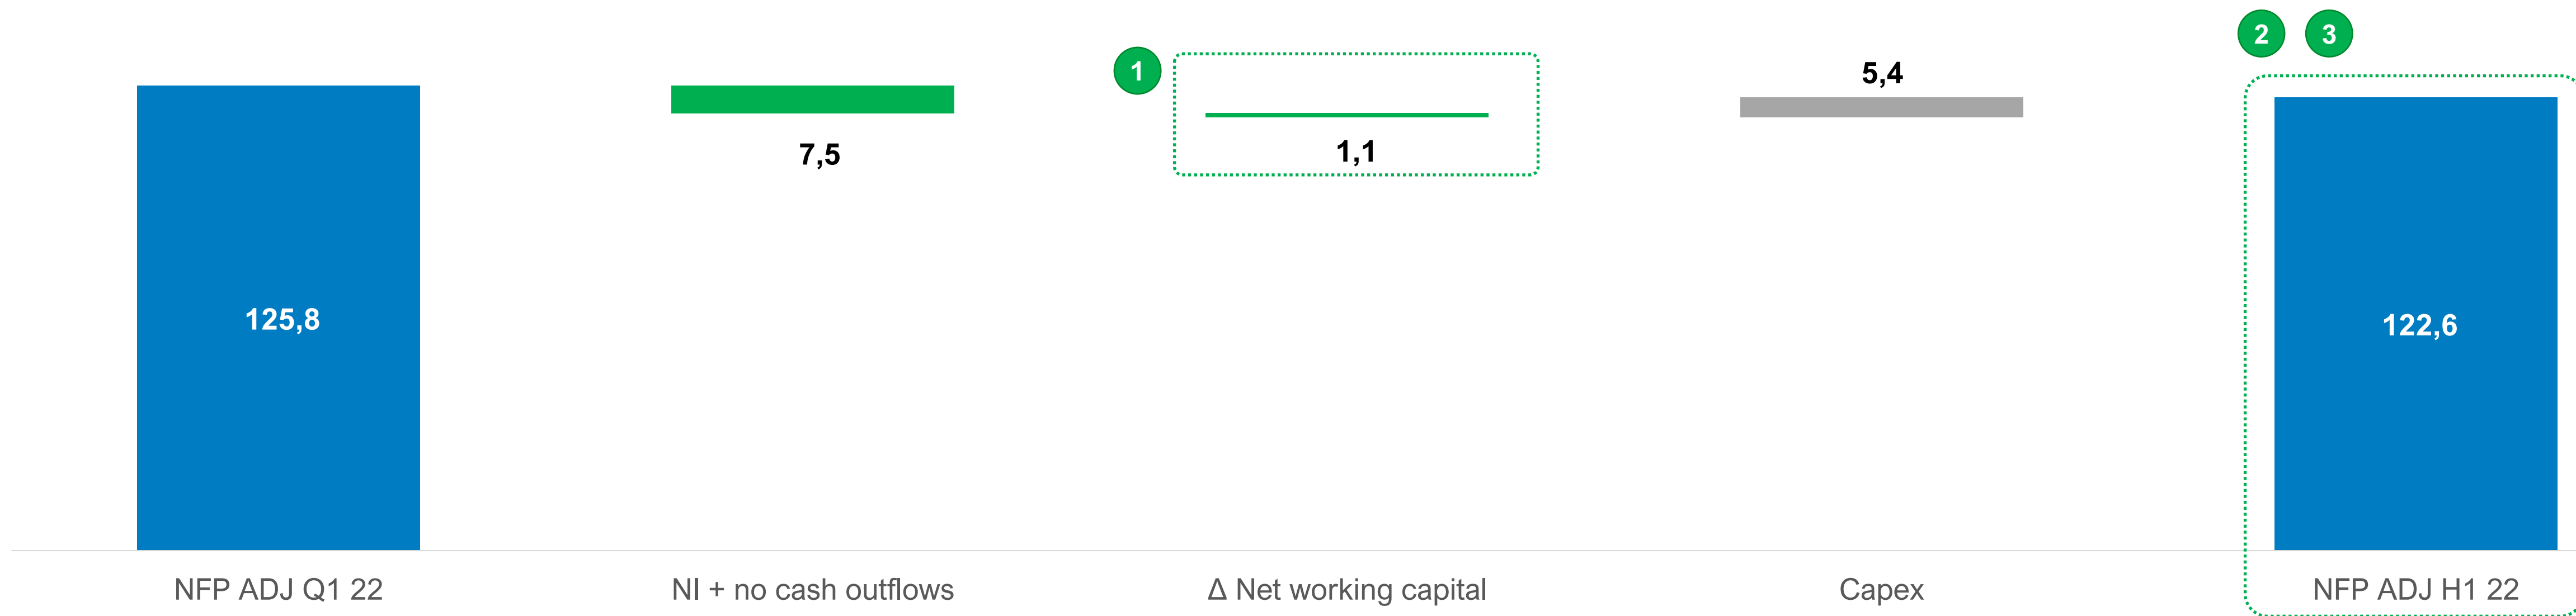 2 3
1
5,4
7,5
1,1
125,8
122,6
NFP ADJ Q1 22
NI + no cash outflows
Δ Net working capital
Capex
NFP ADJ H1 22